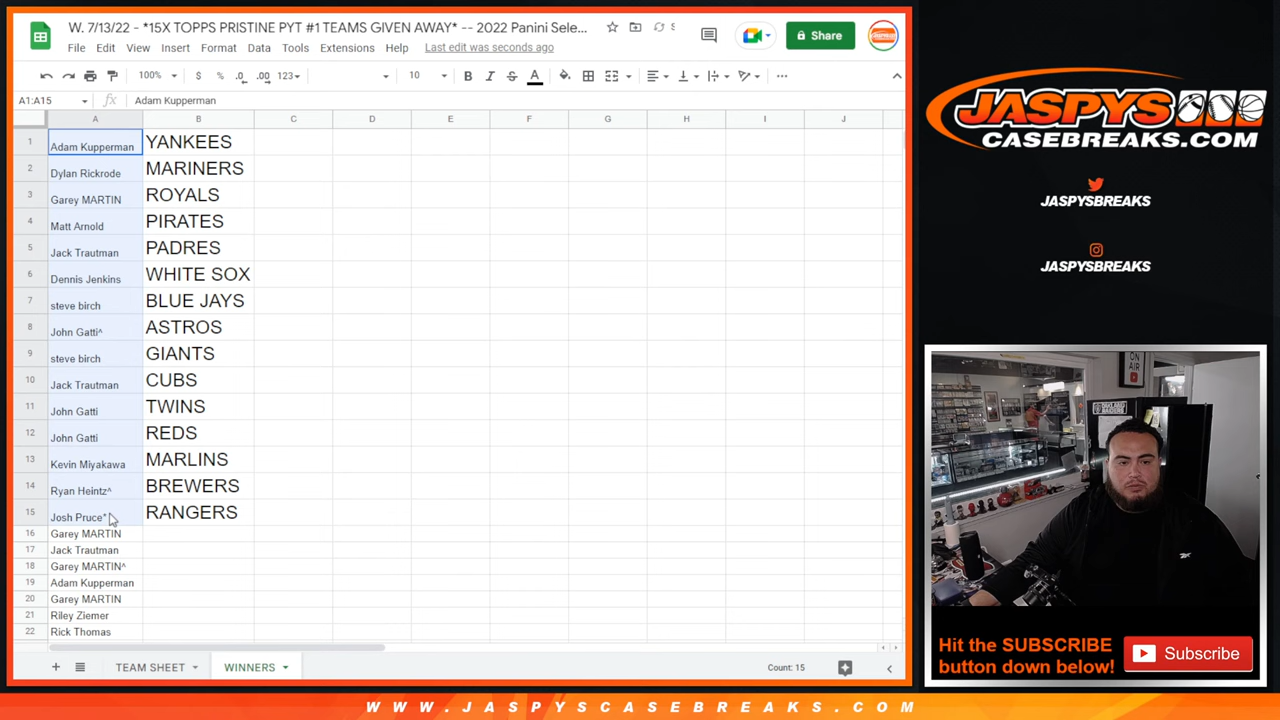 W. 7/13/22 - *15X TOPPS PRISTINE PYT #1 TEAMS GIVEN AWAY* -- 2022 Panini Sele...
File Edit View Insert Format Data Tools Extensions Help Last edit was seconds ago
Share
100% $ % .0 .00 123 10 B I S A
A1:A15 fx Adam Kupperman
A B C D E F G H I J
1 Adam Kupperman YANKEES
2 Dylan Rickrode MARINERS
3 Garey MARTIN ROYALS
4 Matt Arnold PIRATES
5 Jack Trautman PADRES
6 Dennis Jenkins WHITE SOX
7 steve birch BLUE JAYS
8 John Gatti^ ASTROS
9 steve birch GIANTS
10 Jack Trautman CUBS
11 John Gatti TWINS
12 John Gatti REDS
13 Kevin Miyakawa MARLINS
14 Ryan Heintz^ BREWERS
15 Josh Pruce* RANGERS
16 Garey MARTIN
17 Jack Trautman
18 Garey MARTIN^
19 Adam Kupperman
20 Garey MARTIN
21 Riley Ziemer
22 Rick Thomas
TEAM SHEET WINNERS Count: 15
JASPYS
CASEBREAKS.COM
JASPYSBREAKS
JASPYSBREAKS
ON
AIR
Hit the SUBSCRIBE
button down below!
Subscribe
WWW.JASPYSCASEBREAKS.COM